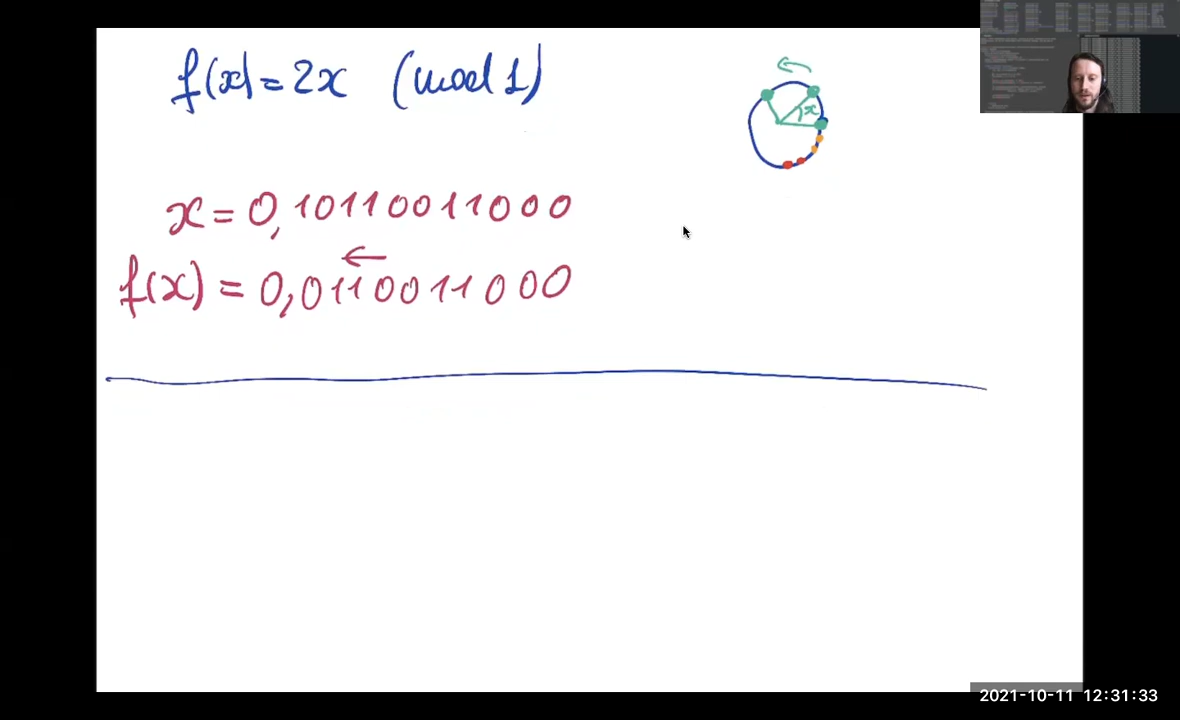 f(x) = 2x (mod 1)
x
x = 0,10110011000
f(x) = 0,0110011000
2021-10-11 12:31:33